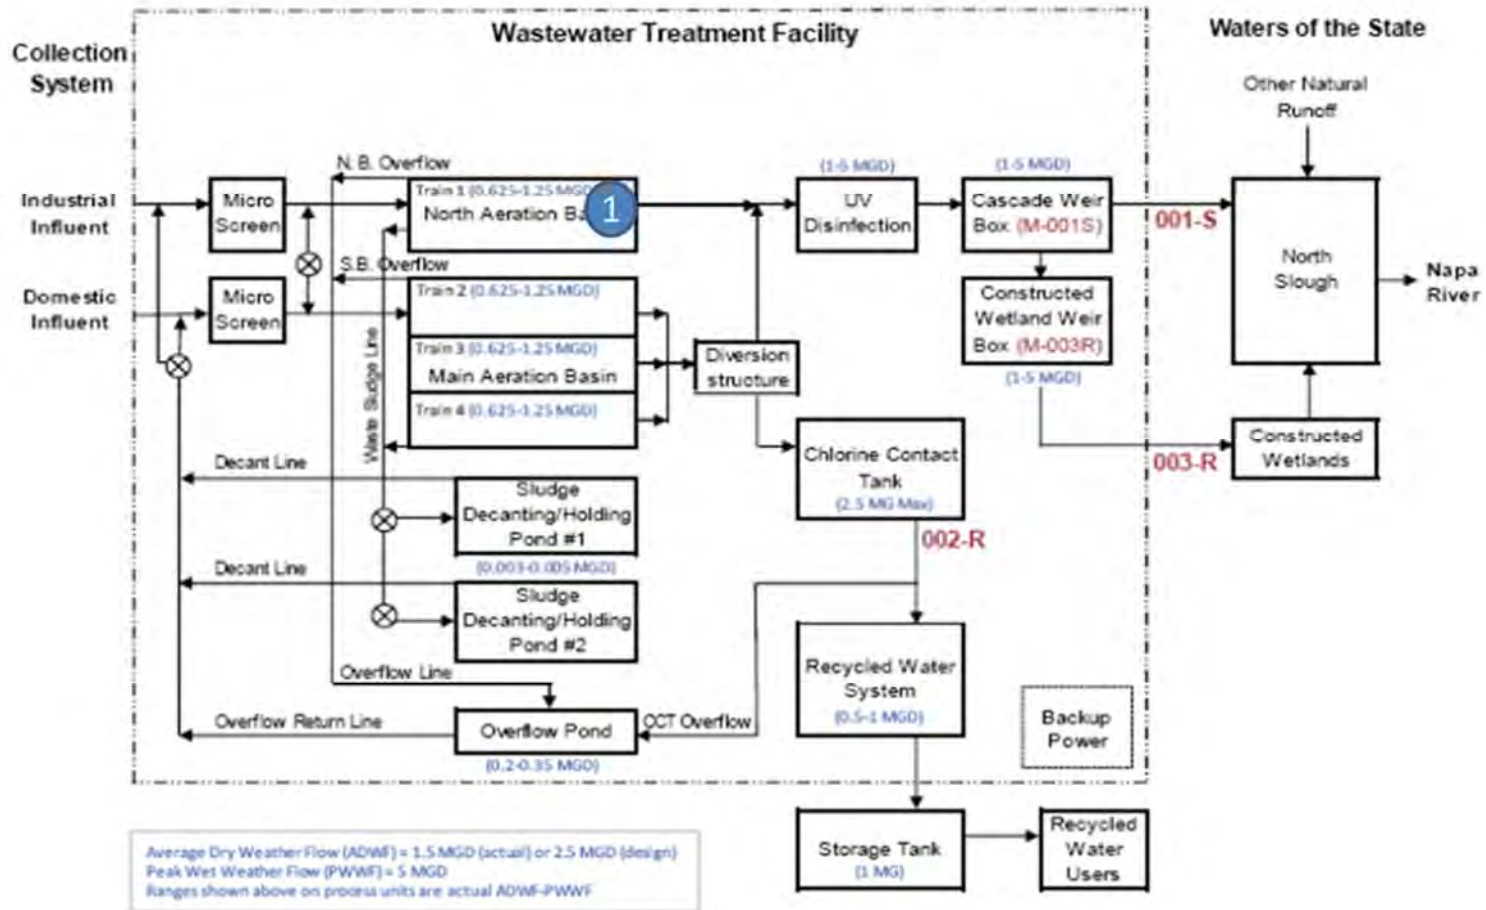 Wastewater Treatment Facility
Waters of the State
Collection
System
Other Natural
Runoff
N. B. Overflow
(1-5 MGD)
(1-5 MGD)
Industrial
Influent
Micro
Screen
Train 1 (0.625-1.25 MGD
North Aeration Ba
1
UV
Disinfection
Cascade Weir
Box (M-001S)
001-S
North
Slough
Napa
River
S.B. Overflow
Domestic
Influent
Micro
Screen
Train 2 (0.625-1.25 MGD)
Train 3 (0.625-1.25 MGD)
Main Aeration Basin
Train 4 (0.625-1.25 MGD)
Waste Sludge Line
Diversion
structure
Constructed
Wetland Weir
Box (M-003R)
(1-5 MGD)
Chlorine Contact
Tank
(2.5 MG Max)
003-R
Constructed
Wetlands
Decant Line
Sludge
Decanting/Holding
Pond #1
(0.003-0.005 MGD)
002-R
Decant Line
Sludge
Decanting/Holding
Pond #2
Overflow Line
Recycled Water
System
(0.5-1 MGD)
Overflow Return Line
Overflow Pond
(0.2-0.35 MGD)
CCT Overflow
Backup
Power
Storage Tank
(1 MG)
Recycled
Water
Users
Average Dry Weather Flow (ADWF) = 1.5 MGD (actual) or 2.5 MGD (design)
Peak Wet Weather Flow (PWWF) = 5 MGD
Ranges shown above on process units are actual ADWF-PWWF